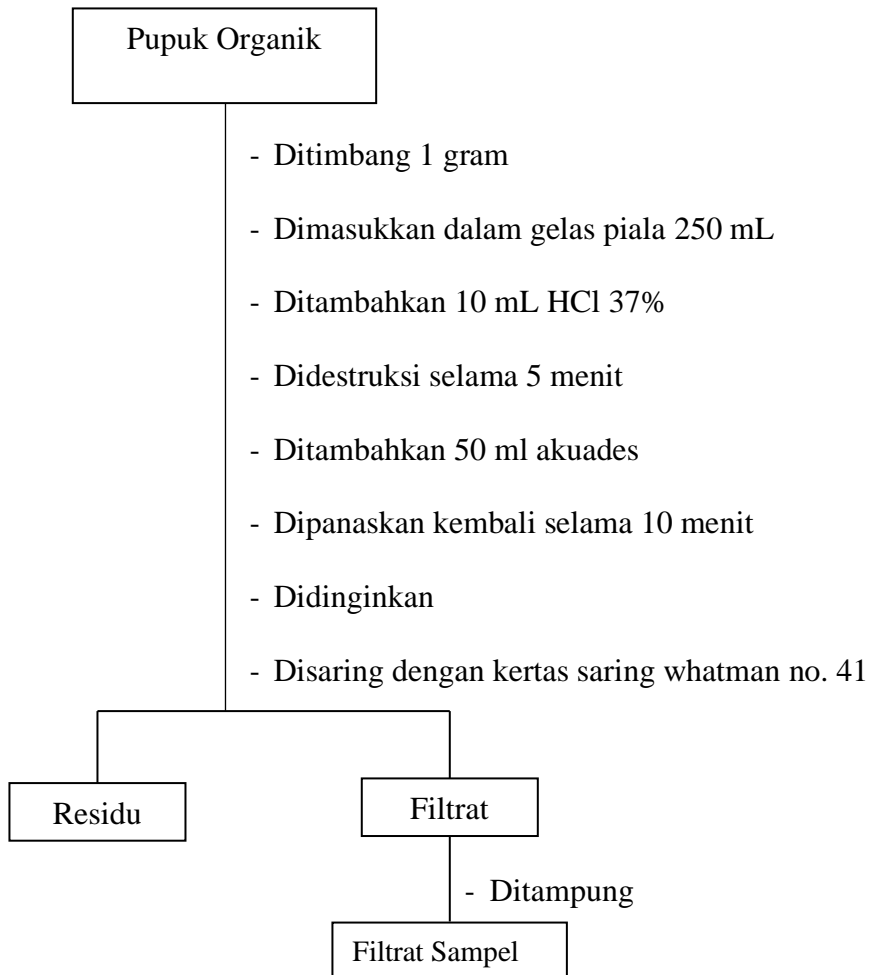 Pupuk Organik
- Ditimbang 1 gram
- Dimasukkan dalam gelas piala 250 mL
- Ditambahkan 10 mL HCl 37%
- Didestruksi selama 5 menit
- Ditambahkan 50 ml akuades
- Dipanaskan kembali selama 10 menit
- Didinginkan
- Disaring dengan kertas saring whatman no. 41
Residu
Filtrat
- Ditampung
Filtrat Sampel